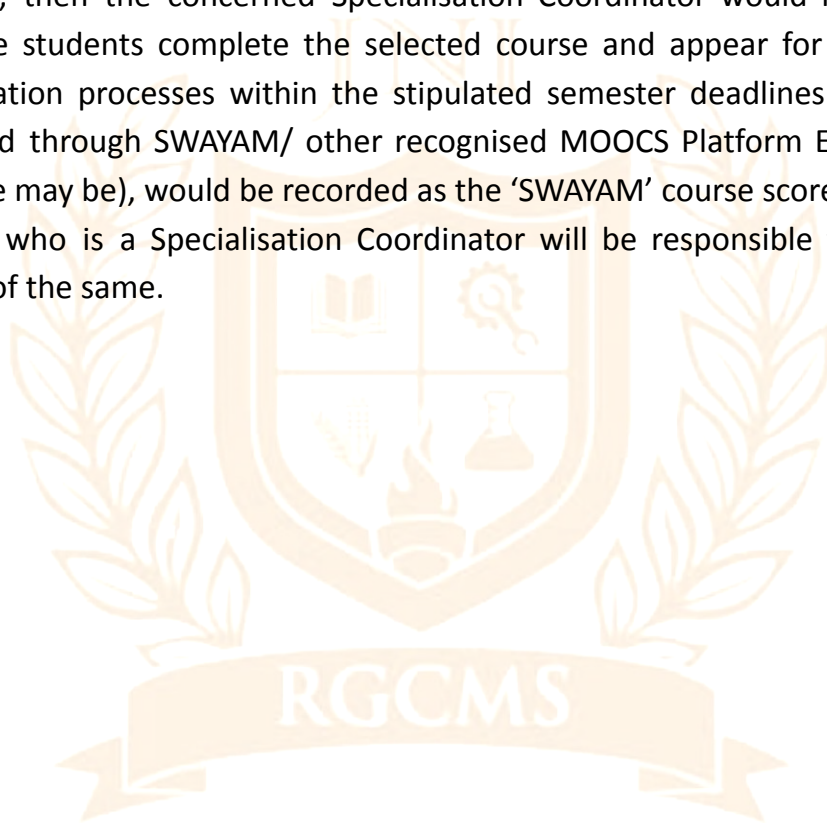 , then the concerned Specialisation Coordinator would
e students complete the selected course and appear for
ation processes within the stipulated semester deadlines
d through SWAYAM/ other recognised MOOCS Platform E
e may be), would be recorded as the ‘SWAYAM’ course score
who is a Specialisation Coordinator will be responsible
of the same.
RGCMS